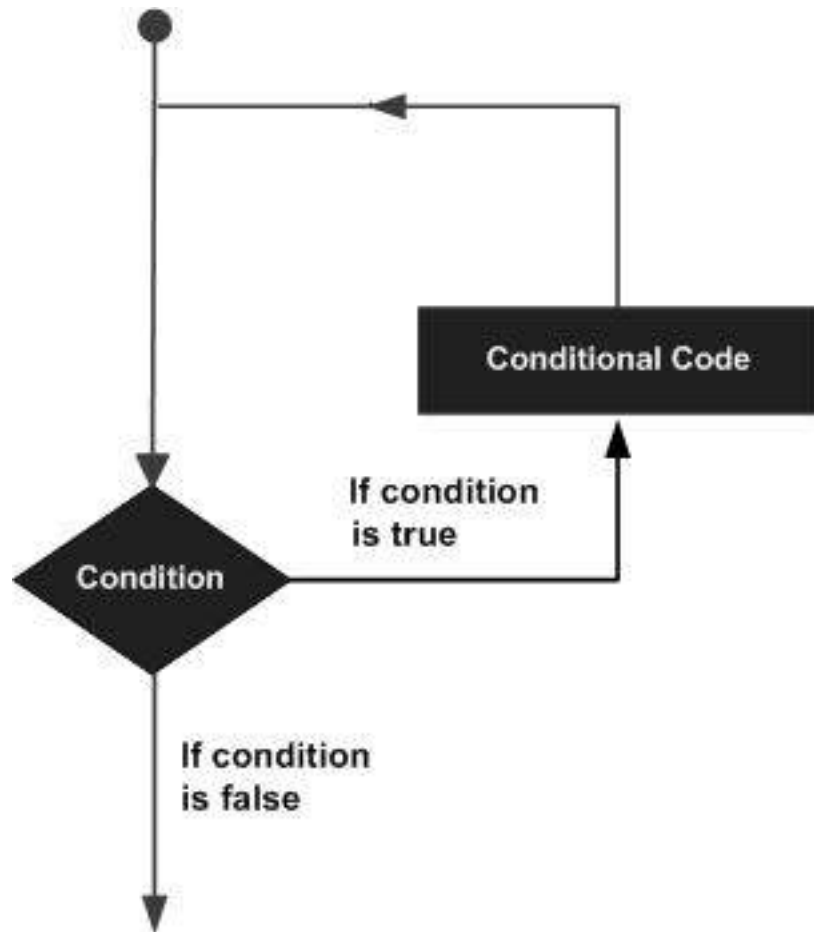 Conditional Code
If condition
is true
Condition
If condition
is false